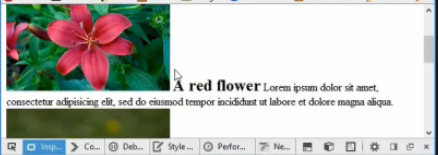 A red flower Lorem ipsum dolor sit amet,
consectetur adipisicing elit, sed do eiusmod tempor incididunt ut labore et dolore magna aliqua.
Insp... Co... Deb... Style ... Perfor... Ne...